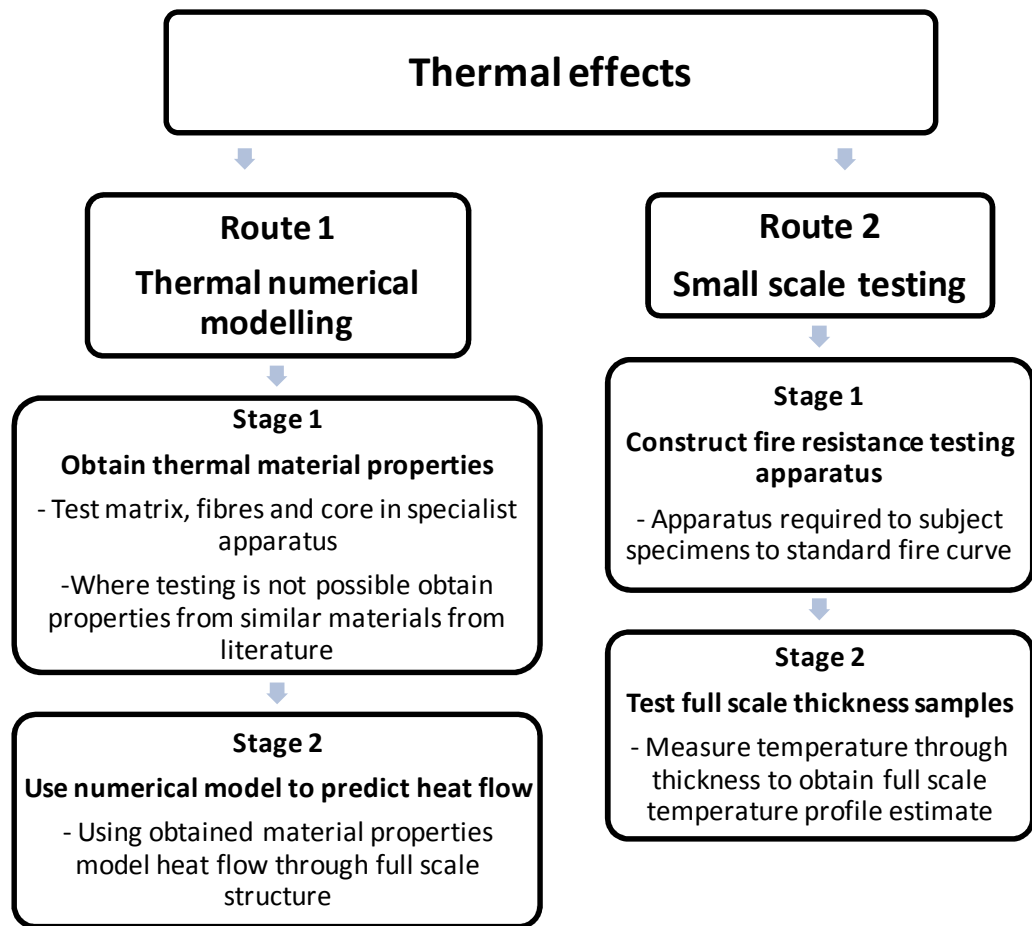 Thermal effects
Route 1
Thermal numerical
modelling
Stage 1
Obtain thermal material properties
- Test matrix, fibres and core in specialist
apparatus
-Where testing is not possible obtain
properties from similar materials from
literature
Stage 2
Use numerical model to predict heat flow
- Using obtained material properties
model heat flow through full scale
structure
Route 2
Small scale testing
Stage 1
Construct fire resistance testing
apparatus
- Apparatus required to subject
specimens to standard fire curve
Stage 2
Test full scale thickness samples
- Measure temperature through
thickness to obtain full scale
temperature profile estimate